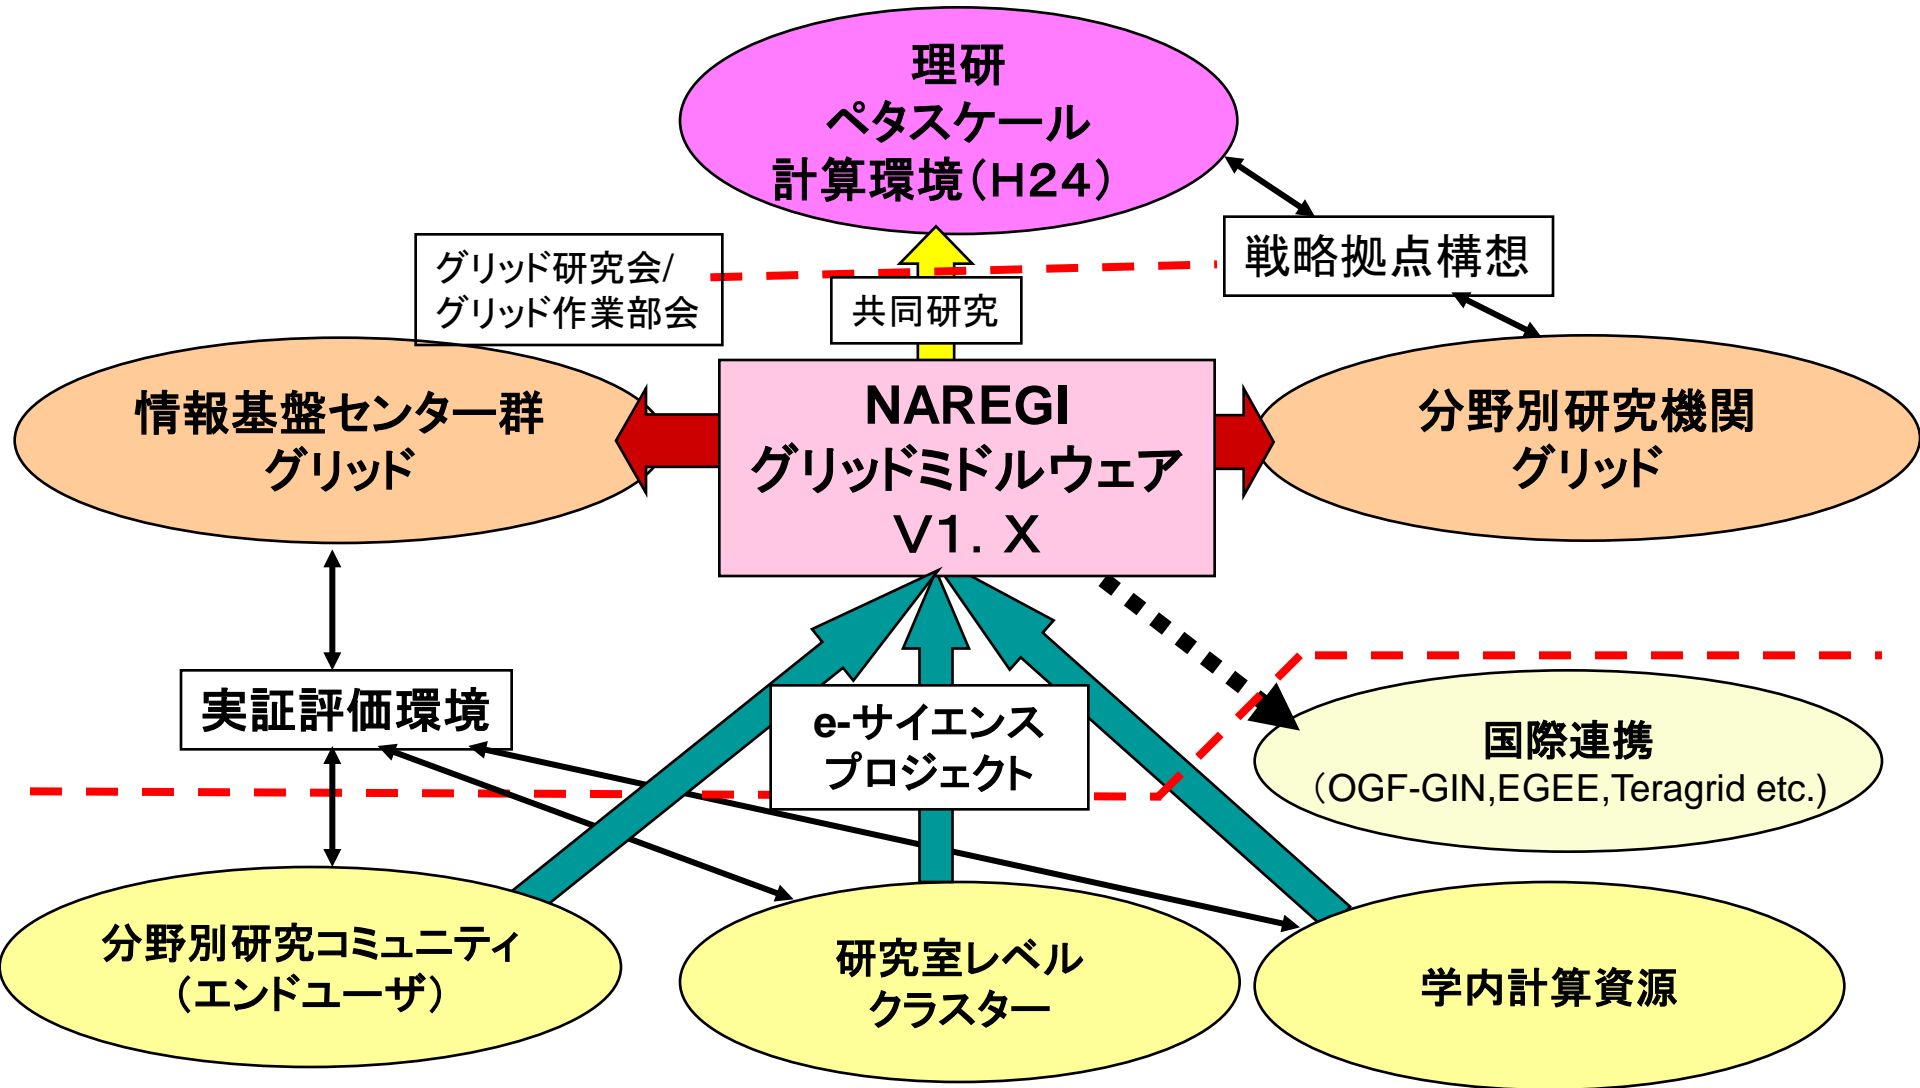 理研
ペタスケール
計算環境（H24）
グリッド研究会/
グリッド作業部会
共同研究
戦略拠点構想
情報基盤センター群
グリッド
NAREGI
グリッドミドルウェア
V1．X
分野別研究機関
グリッド
実証評価環境
e-サイエンス
プロジェクト
国際連携
（OGF-GIN,EGEE,Teragrid etc.)
分野別研究コミュニティ
（エンドユーザ）
研究室レベル
クラスター
学内計算資源